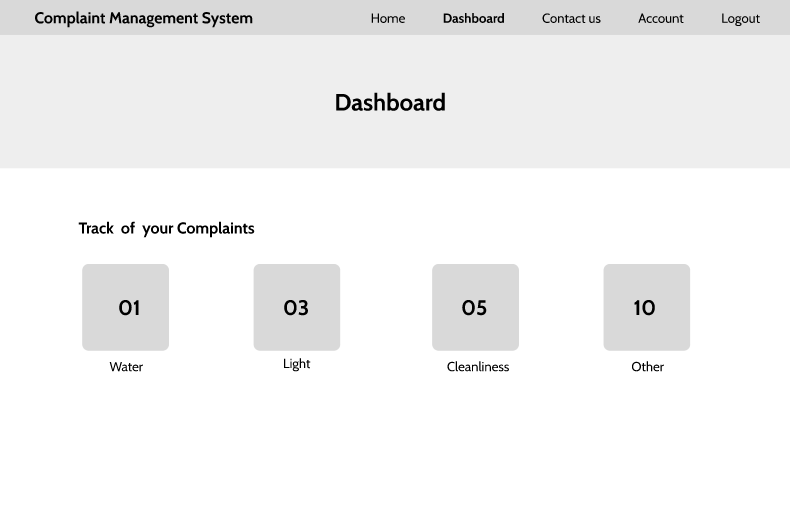 Complaint Management System Home Dashboard Contact us Account Logout
Dashboard
Track of your Complaints
01 03 05 10
Water Light Cleanliness Other